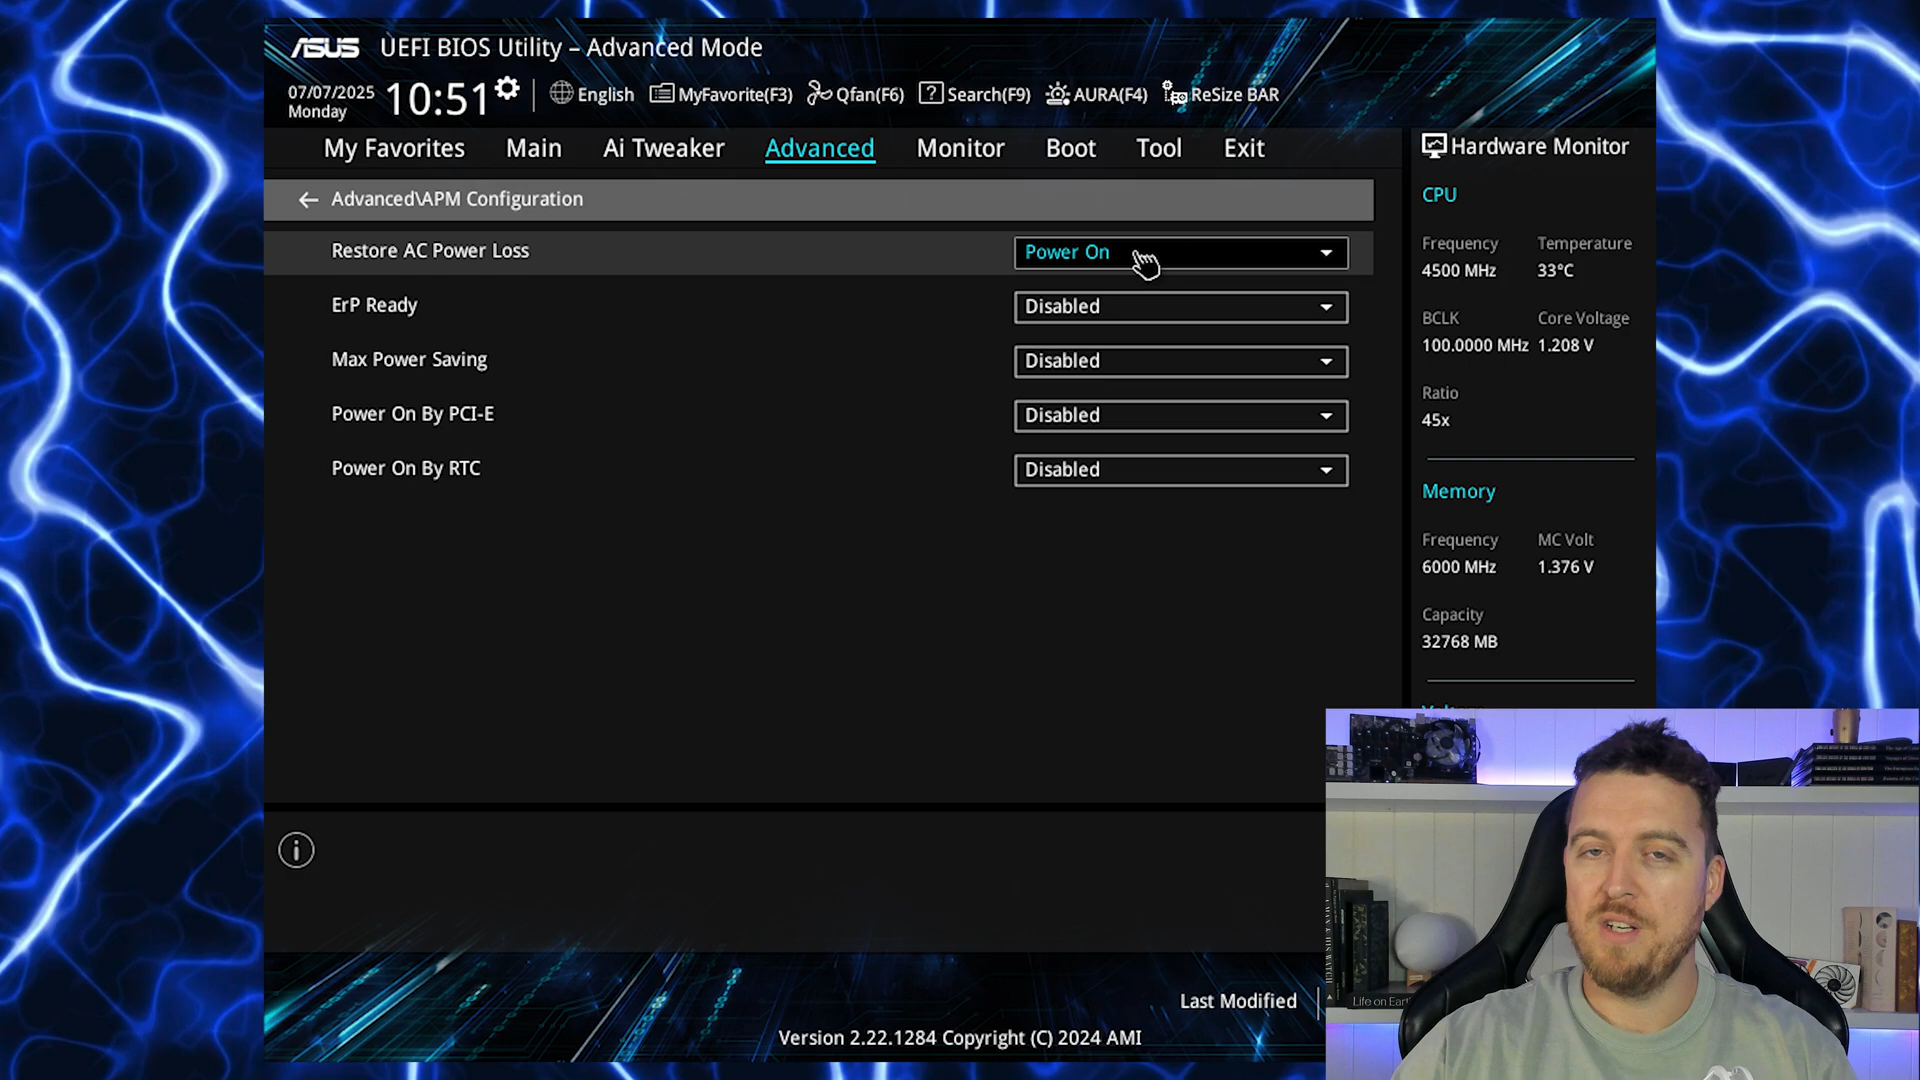 ASUS UEFI BIOS Utility – Advanced Mode
07/07/2025
Monday
10:51
English MyFavorite(F3) Qfan(F6) Search(F9) AURA(F4) ReSize BAR
My Favorites Main Ai Tweaker Advanced Monitor Boot Tool Exit
Hardware Monitor
Advanced\APM Configuration
Restore AC Power Loss Power On
ErP Ready Disabled
Max Power Saving Disabled
Power On By PCI-E Disabled
Power On By RTC Disabled
CPU
Frequency Temperature
4500 MHz 33°C
BCLK Core Voltage
100.0000 MHz 1.208 V
Ratio
45x
Memory
Frequency MC Volt
6000 MHz 1.376 V
Capacity
32768 MB
Last Modified
Version 2.22.1284 Copyright (C) 2024 AMI
Life on Eart